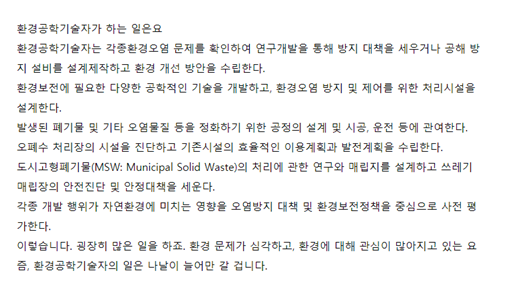 환경공학기술자가 하는 일은요
환경공학기술자는 각종환경오염 문제를 확인하여 연구개발을 통해 방지 대책을 세우거나 공해 방
지 설비를 설계제작하고 환경 개선 방안을 수립한다.
환경보전에 필요한 다양한 공학적인 기술을 개발하고, 환경오염 방지 및 제어를 위한 처리시설을
설계한다.
발생된 폐기물 및 기타 오염물질 등을 정화하기 위한 공정의 설계 및 시공, 운전 등에 관여한다.
오폐수 처리장의 시설을 진단하고 기존시설의 효율적인 이용계획과 발전계획을 수립한다.
도시고형폐기물(MSW: Municipal Solid Waste)의 처리에 관한 연구와 매립지를 설계하고 쓰레기
매립장의 안전진단 및 안정대책을 세운다.
각종 개발 행위가 자연환경에 미치는 영향을 오염방지 대책 및 환경보전정책을 중심으로 사전 평
가한다.
이렇습니다. 굉장히 많은 일을 하죠. 환경 문제가 심각하고, 환경에 대해 관심이 많아지고 있는 요
즘, 환경공학기술자의 일은 나날이 늘어만 갈 겁니다.